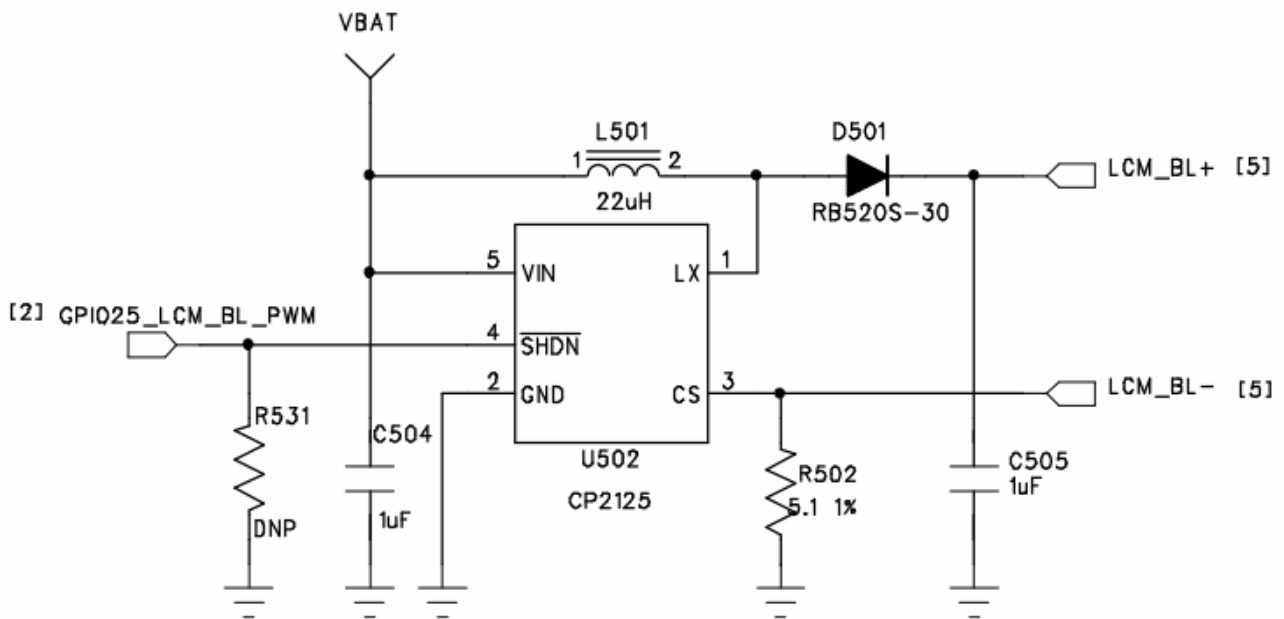 VBAT
L501
D501
1
2
LCM_BL+ [5]
22uH
RB520S-30
5
VIN
LX
1
[2] GPIO25_LCM_BL_PWM
4
SHDN
2
GND
CS
3
LCM_BL- [5]
R531
C504
U502
R502
C505
CP2125
5.1 1%
1uF
DNP
1uF